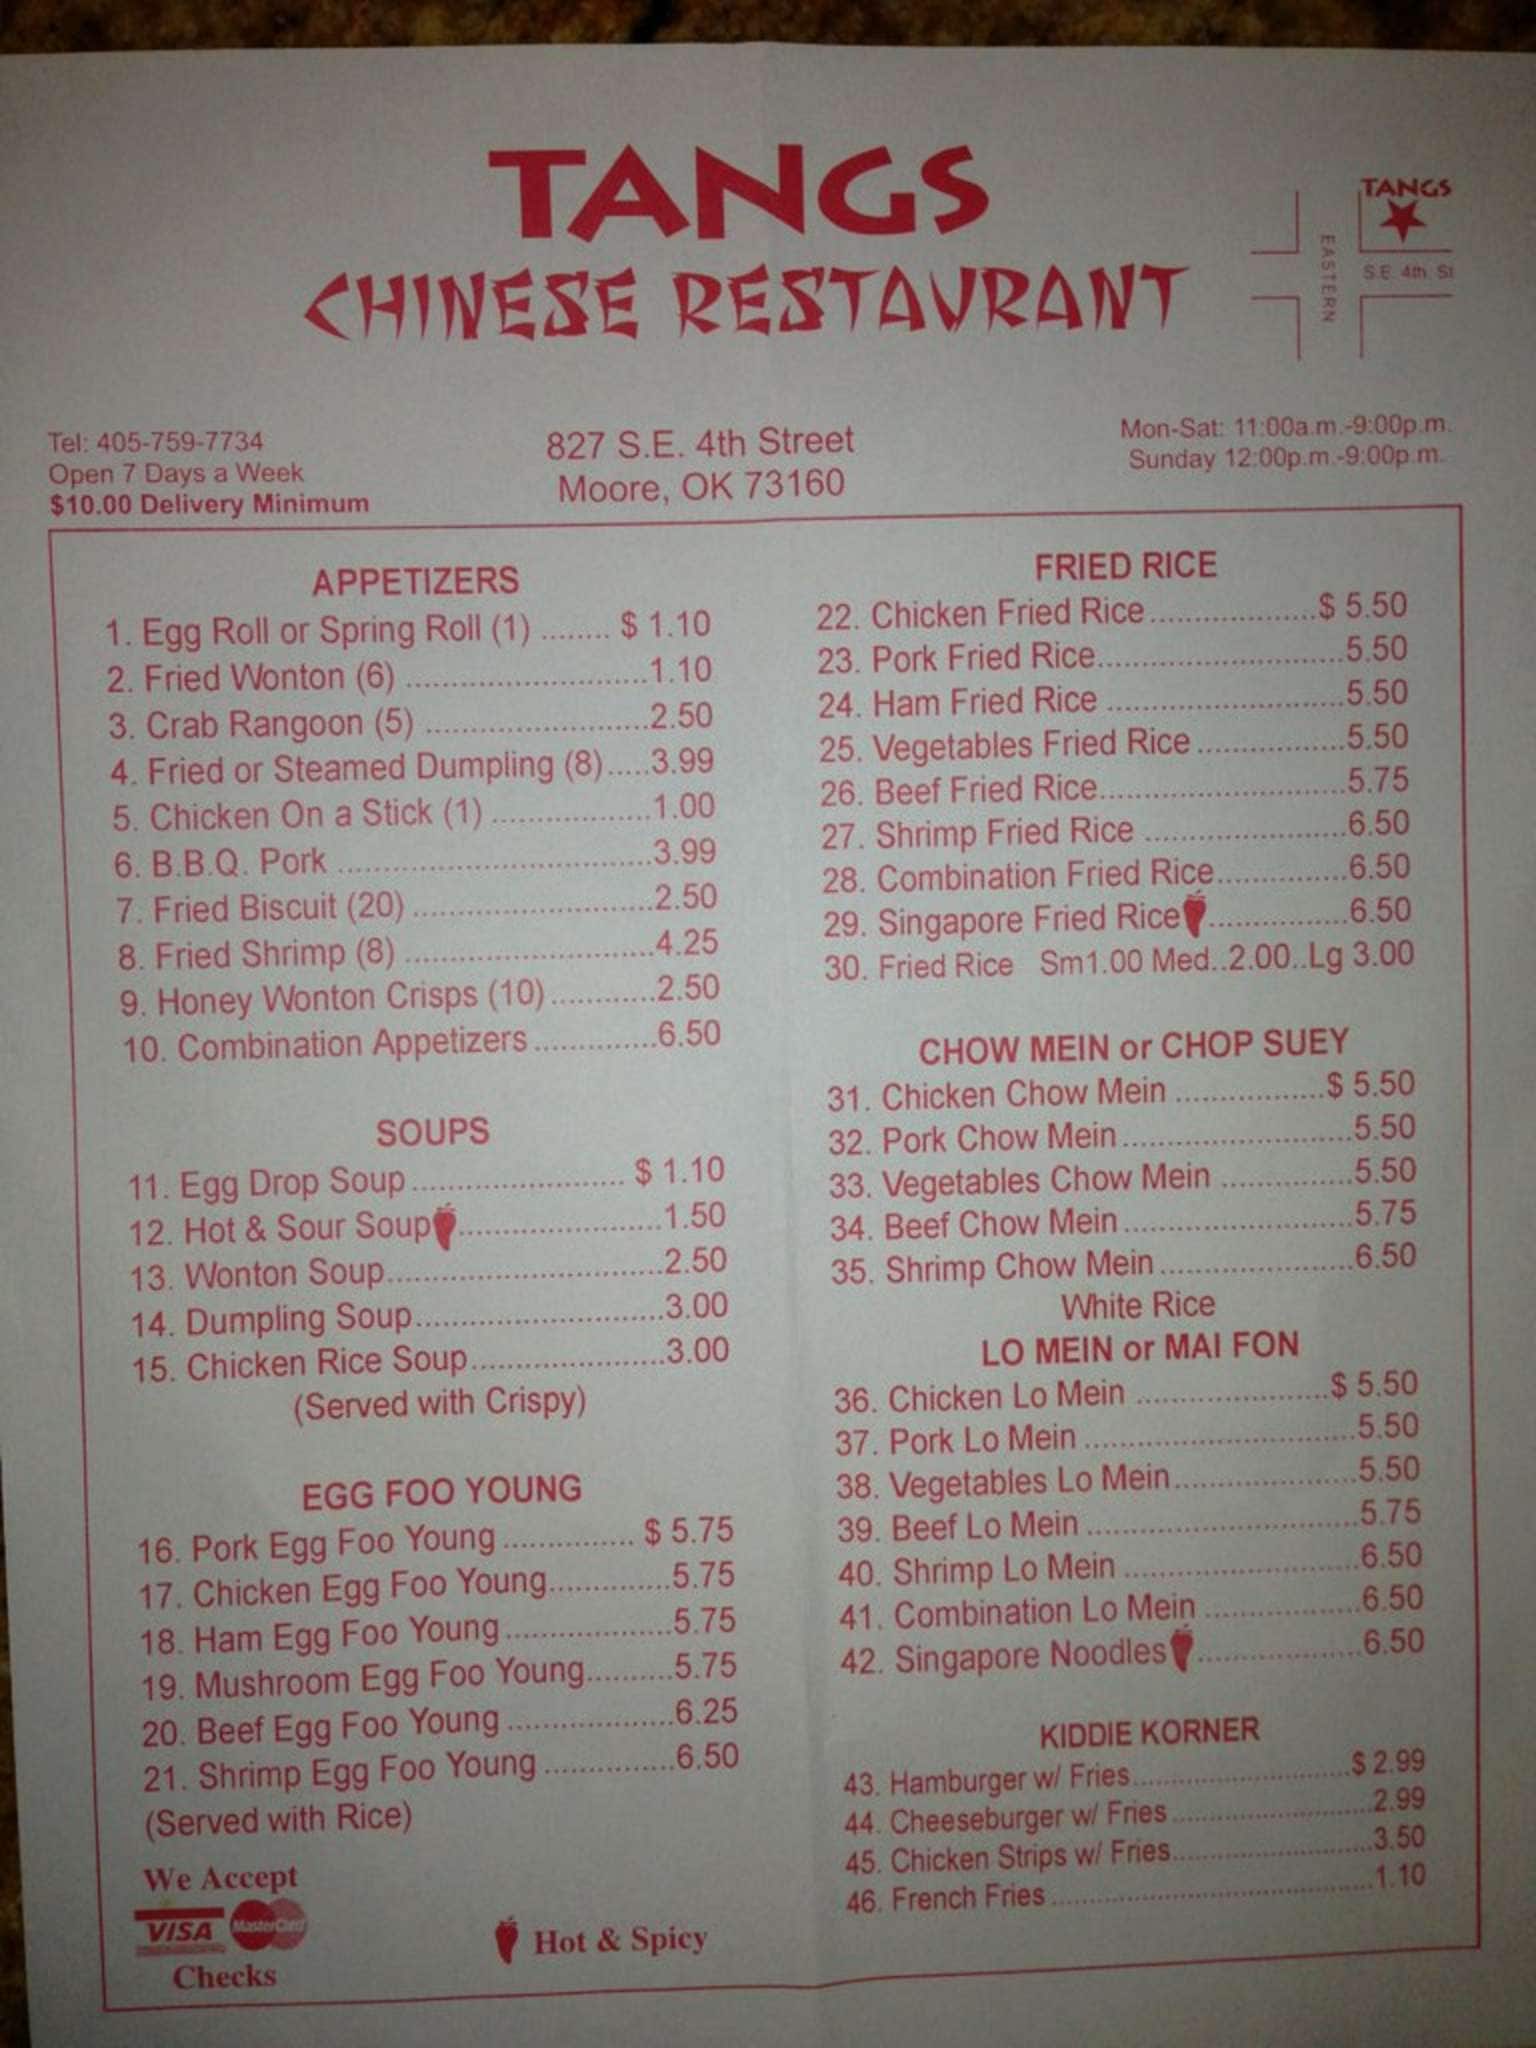 TANGS
CHINESE RESTAURANT
TANGS
EASTERN
S.E. 4th. St
Tel: 405-759-7734
Open 7 Days a Week
$10.00 Delivery Minimum
827 S.E. 4th Street
Moore, OK 73160
Mon-Sat: 11:00a.m.-9:00p.m.
Sunday 12:00p.m.-9:00p.m.
APPETIZERS
1. Egg Roll or Spring Roll (1) ........ $ 1.10
2. Fried Wonton (6) ...........................1.10
3. Crab Rangoon (5) .........................2.50
4. Fried or Steamed Dumpling (8).....3.99
5. Chicken On a Stick (1) ..................1.00
6. B.B.Q. Pork ...................................3.99
7. Fried Biscuit (20) ...........................2.50
8. Fried Shrimp (8) ............................4.25
9. Honey Wonton Crisps (10)............2.50
10. Combination Appetizers ..............6.50
SOUPS
11. Egg Drop Soup ........................ $ 1.10
12. Hot & Sour Soup.......................1.50
13. Wonton Soup...............................2.50
14. Dumpling Soup............................3.00
15. Chicken Rice Soup......................3.00
(Served with Crispy)
EGG FOO YOUNG
16. Pork Egg Foo Young ............... $ 5.75
17. Chicken Egg Foo Young..............5.75
18. Ham Egg Foo Young ...................5.75
19. Mushroom Egg Foo Young..........5.75
20. Beef Egg Foo Young ...................6.25
21. Shrimp Egg Foo Young ...............6.50
(Served with Rice)
We Accept
VISA MasterCard
Checks
Hot & Spicy
FRIED RICE
22. Chicken Fried Rice...................$ 5.50
23. Pork Fried Rice............................5.50
24. Ham Fried Rice ...........................5.50
25. Vegetables Fried Rice .................5.50
26. Beef Fried Rice............................5.75
27. Shrimp Fried Rice .......................6.50
28. Combination Fried Rice...............6.50
29. Singapore Fried Rice................6.50
30. Fried Rice Sm1.00 Med..2.00..Lg 3.00
CHOW MEIN or CHOP SUEY
31. Chicken Chow Mein .................$ 5.50
32. Pork Chow Mein..........................5.50
33. Vegetables Chow Mein ...............5.50
34. Beef Chow Mein..........................5.75
35. Shrimp Chow Mein......................6.50
White Rice
LO MEIN or MAI FON
36. Chicken Lo Mein ......................$ 5.50
37. Pork Lo Mein ...............................5.50
38. Vegetables Lo Mein.....................5.50
39. Beef Lo Mein ...............................5.75
40. Shrimp Lo Mein ...........................6.50
41. Combination Lo Mein ..................6.50
42. Singapore Noodles...................6.50
KIDDIE KORNER
43. Hamburger w/ Fries...........................$ 2.99
44. Cheeseburger w/ Fries.........................2.99
45. Chicken Strips w/ Fries.........................3.50
46. French Fries.........................................1.10